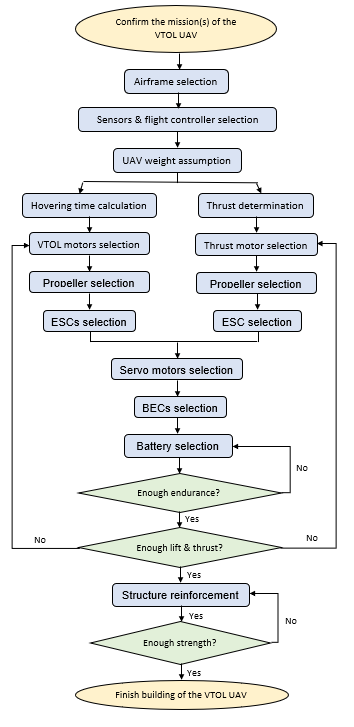 Confirm the mission(s) of the
VTOL UAV
Airframe selection
Sensors & flight controller selection
UAV weight assumption
Hovering time calculation
Thrust determination
VTOL motors selection
Thrust motor selection
Propeller selection
Propeller selection
ESCs selection
ESC selection
Servo motors selection
BECs selection
Battery selection
No
Enough endurance?
Yes
No
Enough lift & thrust?
No
Yes
Structure reinforcement
Yes
No
Enough strength?
Yes
Finish building of the VTOL UAV